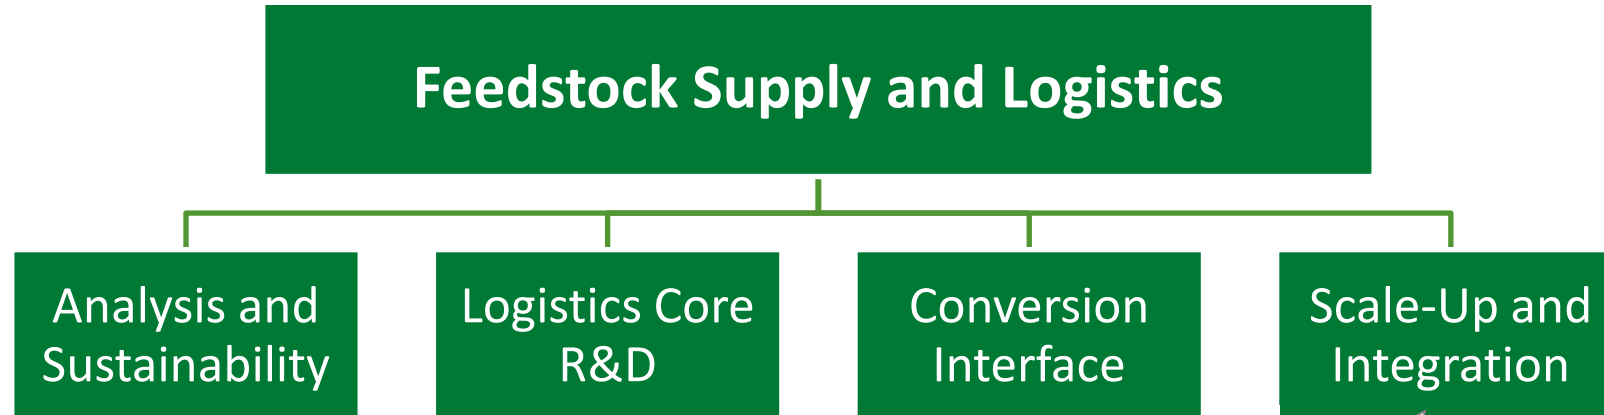 Feedstock Supply and Logistics
Analysis and
Sustainability
Logistics Core
R&D
Conversion
Interface
Scale-Up and
Integration